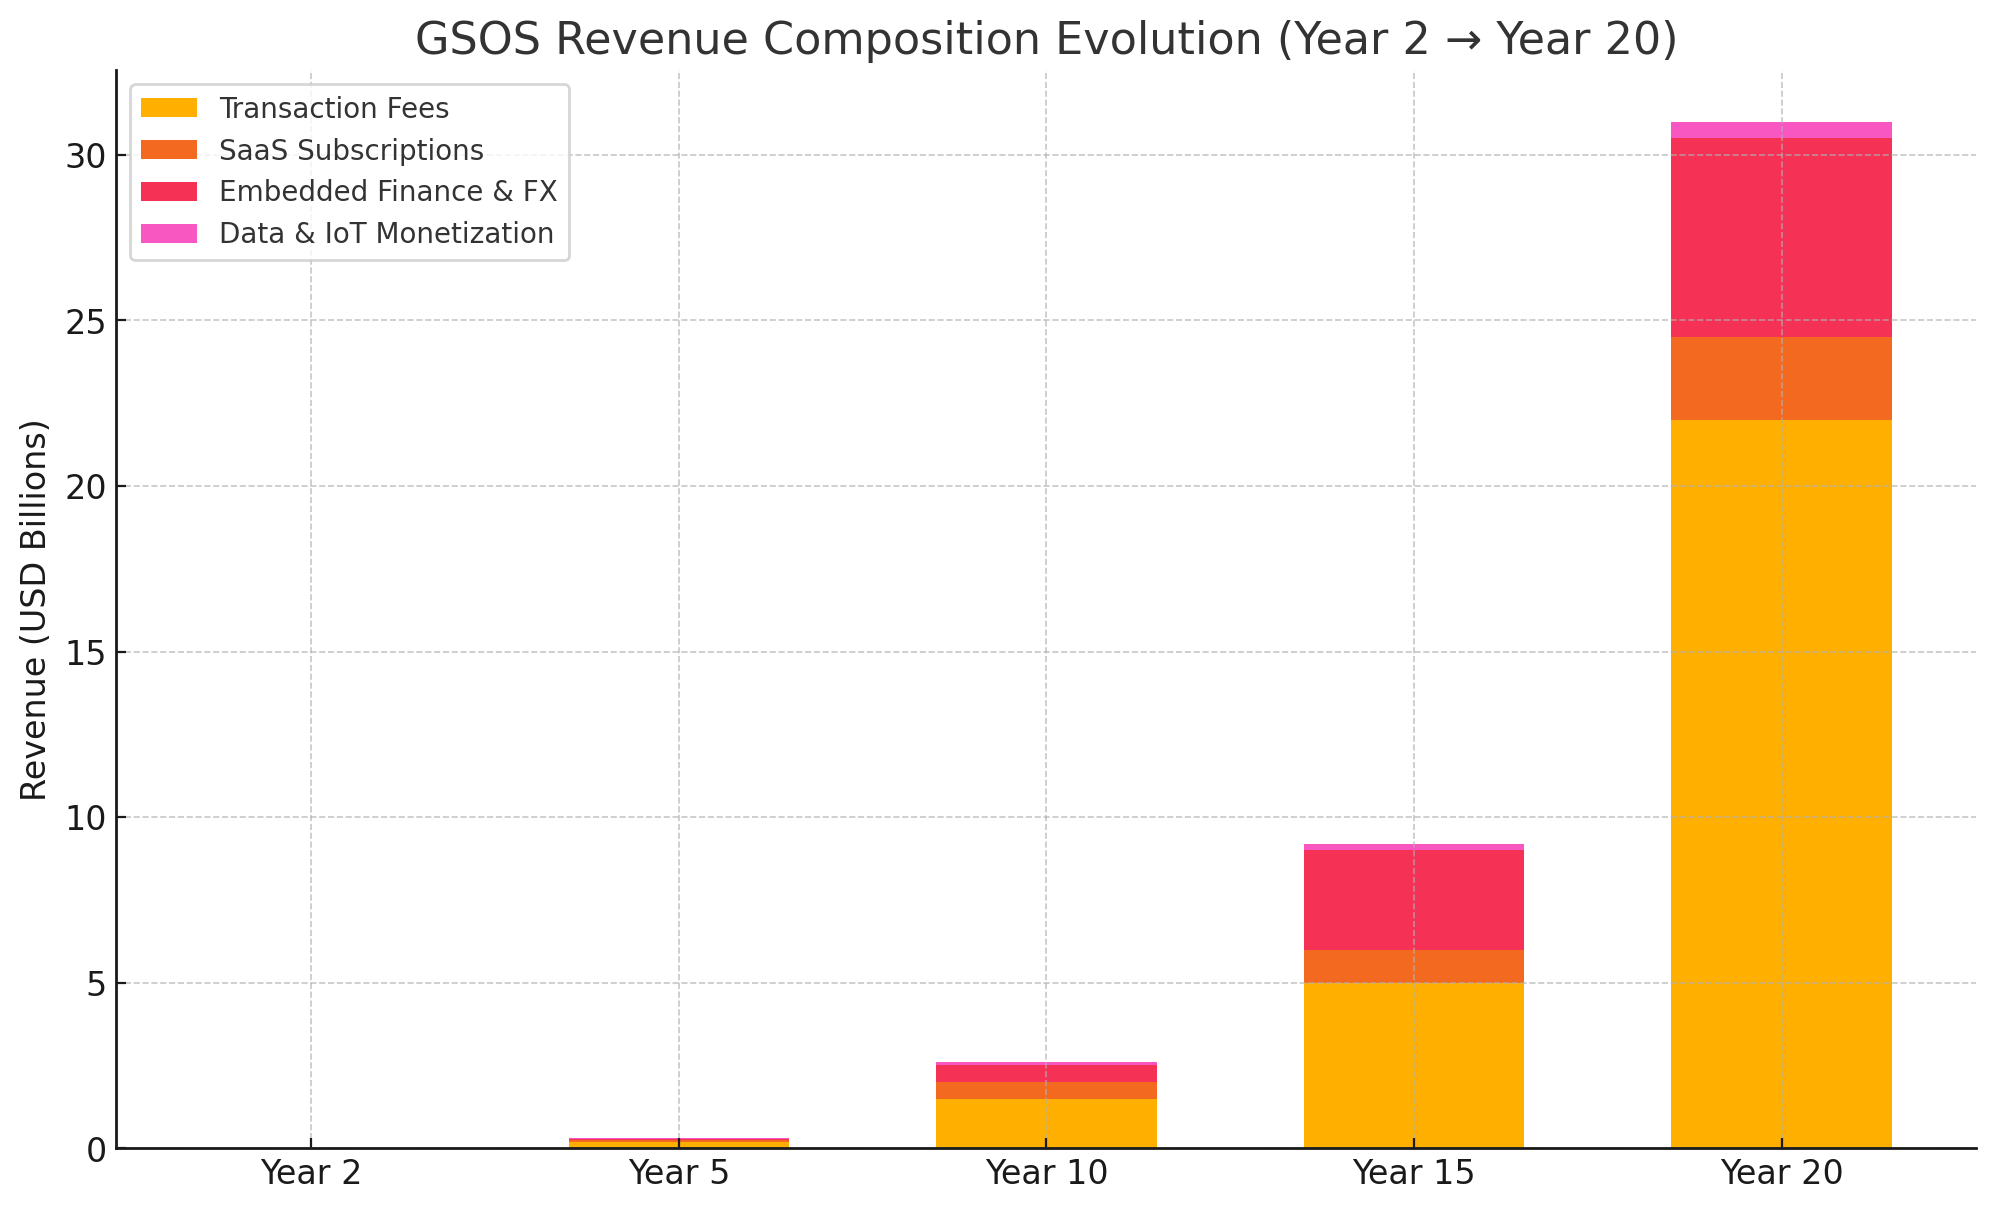 GSOS Revenue Composition Evolution (Year 2 → Year 20)
Transaction Fees
SaaS Subscriptions
Embedded Finance & FX
Data & IoT Monetization
Revenue (USD Billions)
30
25
20
15
10
5
0
Year 2
Year 5
Year 10
Year 15
Year 20